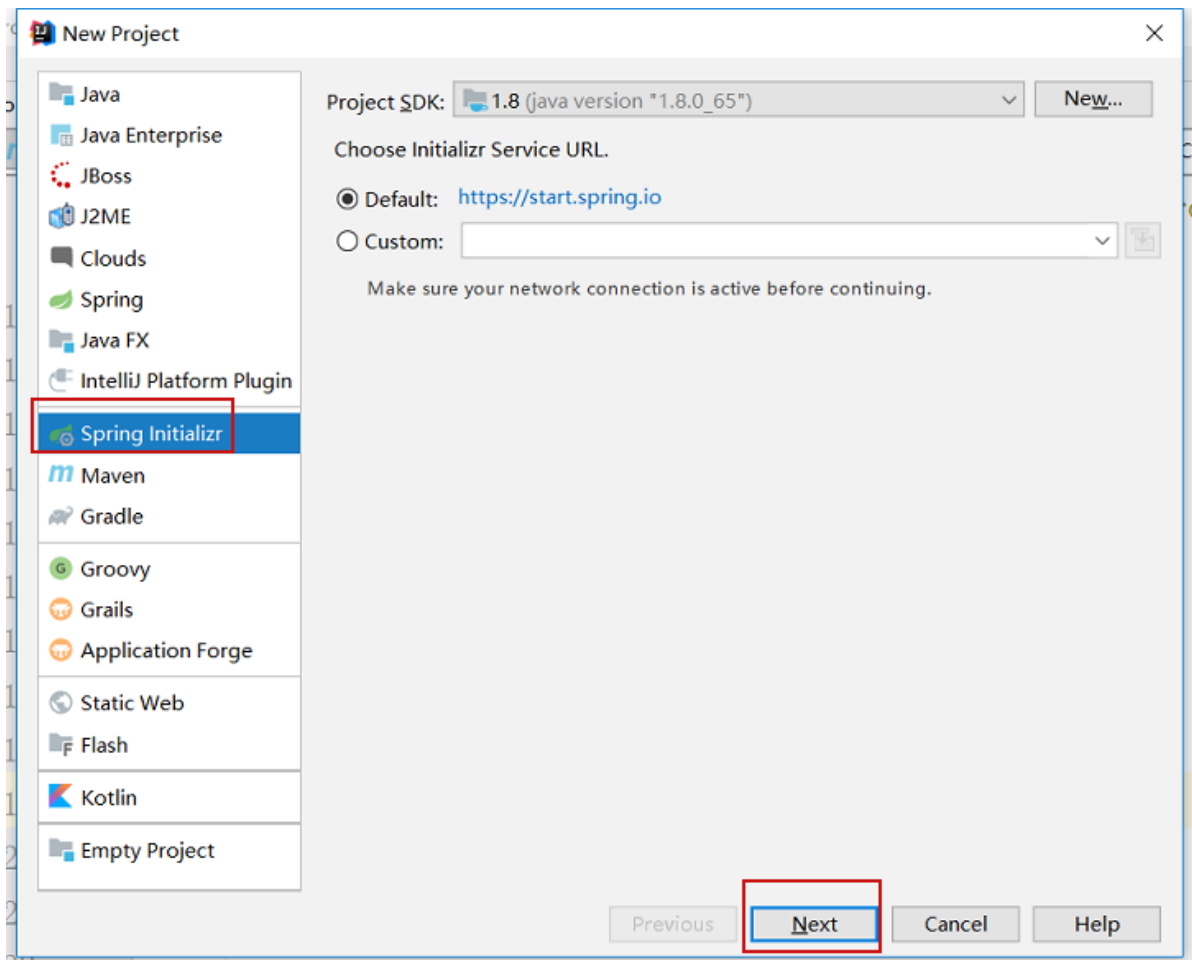 New Project
Java
Java Enterprise
JBoss
J2ME
Clouds
Spring
Java FX
IntelliJ Platform Plugin
Spring Initializr
Maven
Gradle
Groovy
Grails
Application Forge
Static Web
Flash
Kotlin
Empty Project
Project SDK: 1.8 (java version "1.8.0_65") New...
Choose Initializr Service URL.
Default: https://start.spring.io
Custom:
Make sure your network connection is active before continuing.
Previous Next Cancel Help